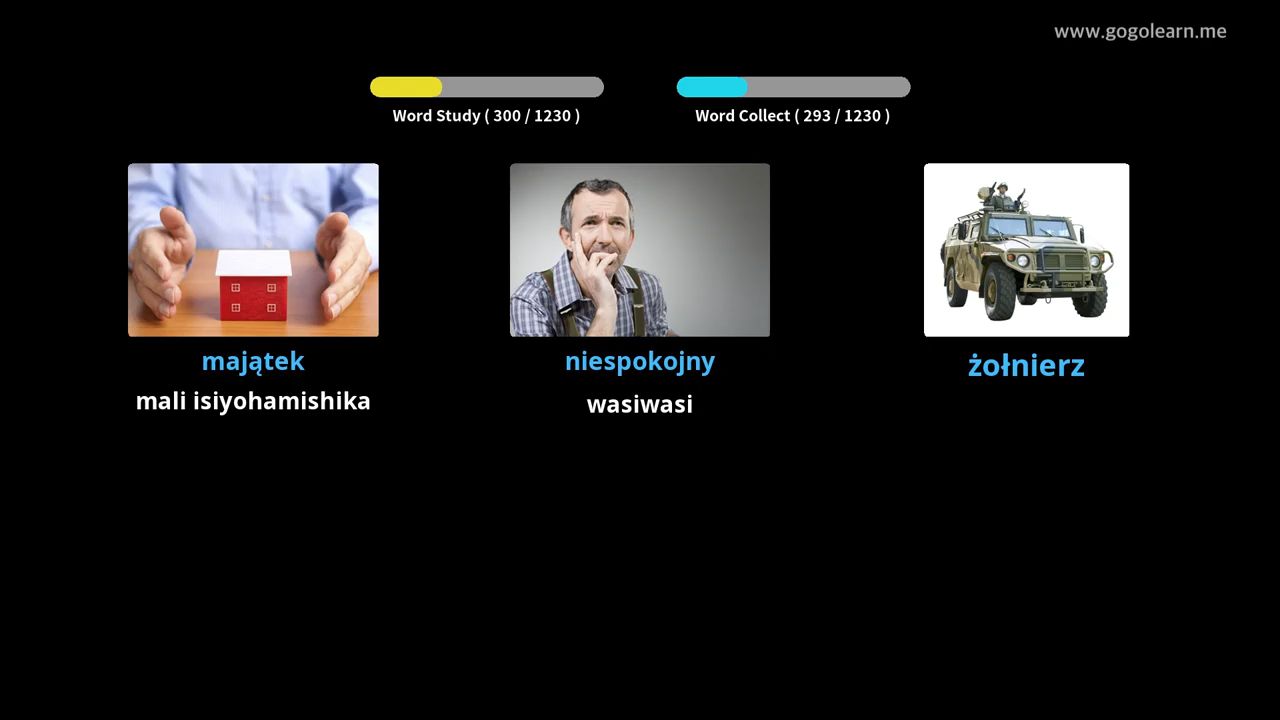 www.gogolearn.me
Word Study ( 300 / 1230 )
Word Collect ( 293 / 1230 )
majątek
niespokojny
żołnierz
mali isiyohamishika
wasiwasi